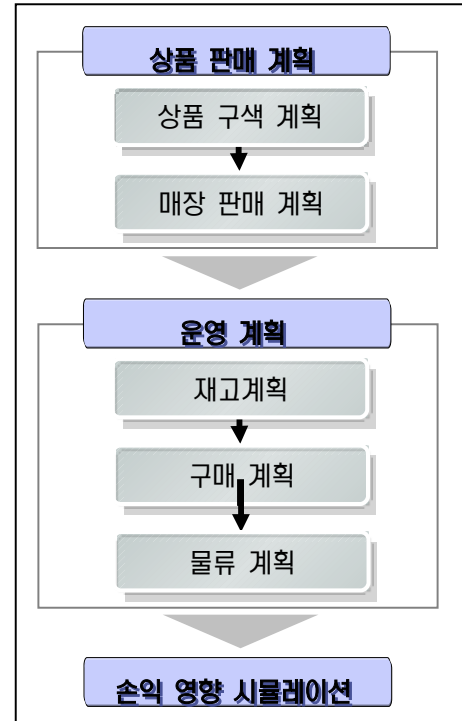 상품 판매 계획
상품 구색 계획
매장 판매 계획
운영 계획
재고계획
구매 계획
물류 계획
손익 영향 시뮬레이션